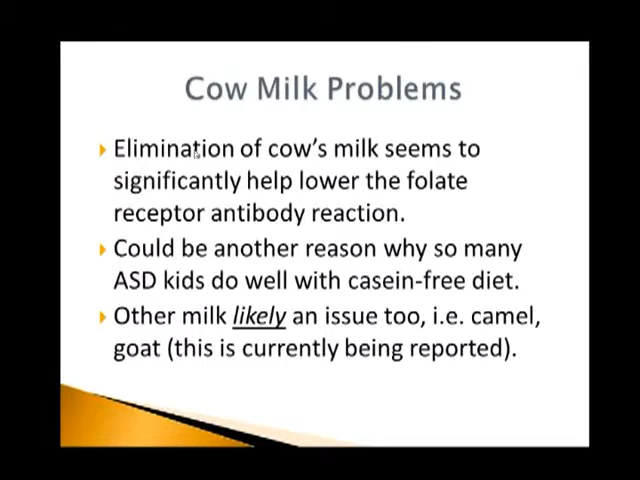 Cow Milk Problems
Elimination of cow's milk seems to
significantly help lower the folate
receptor antibody reaction.
Could be another reason why so many
ASD kids do well with casein-free diet.
Other milk likely an issue too, i.e. camel,
goat (this is currently being reported).